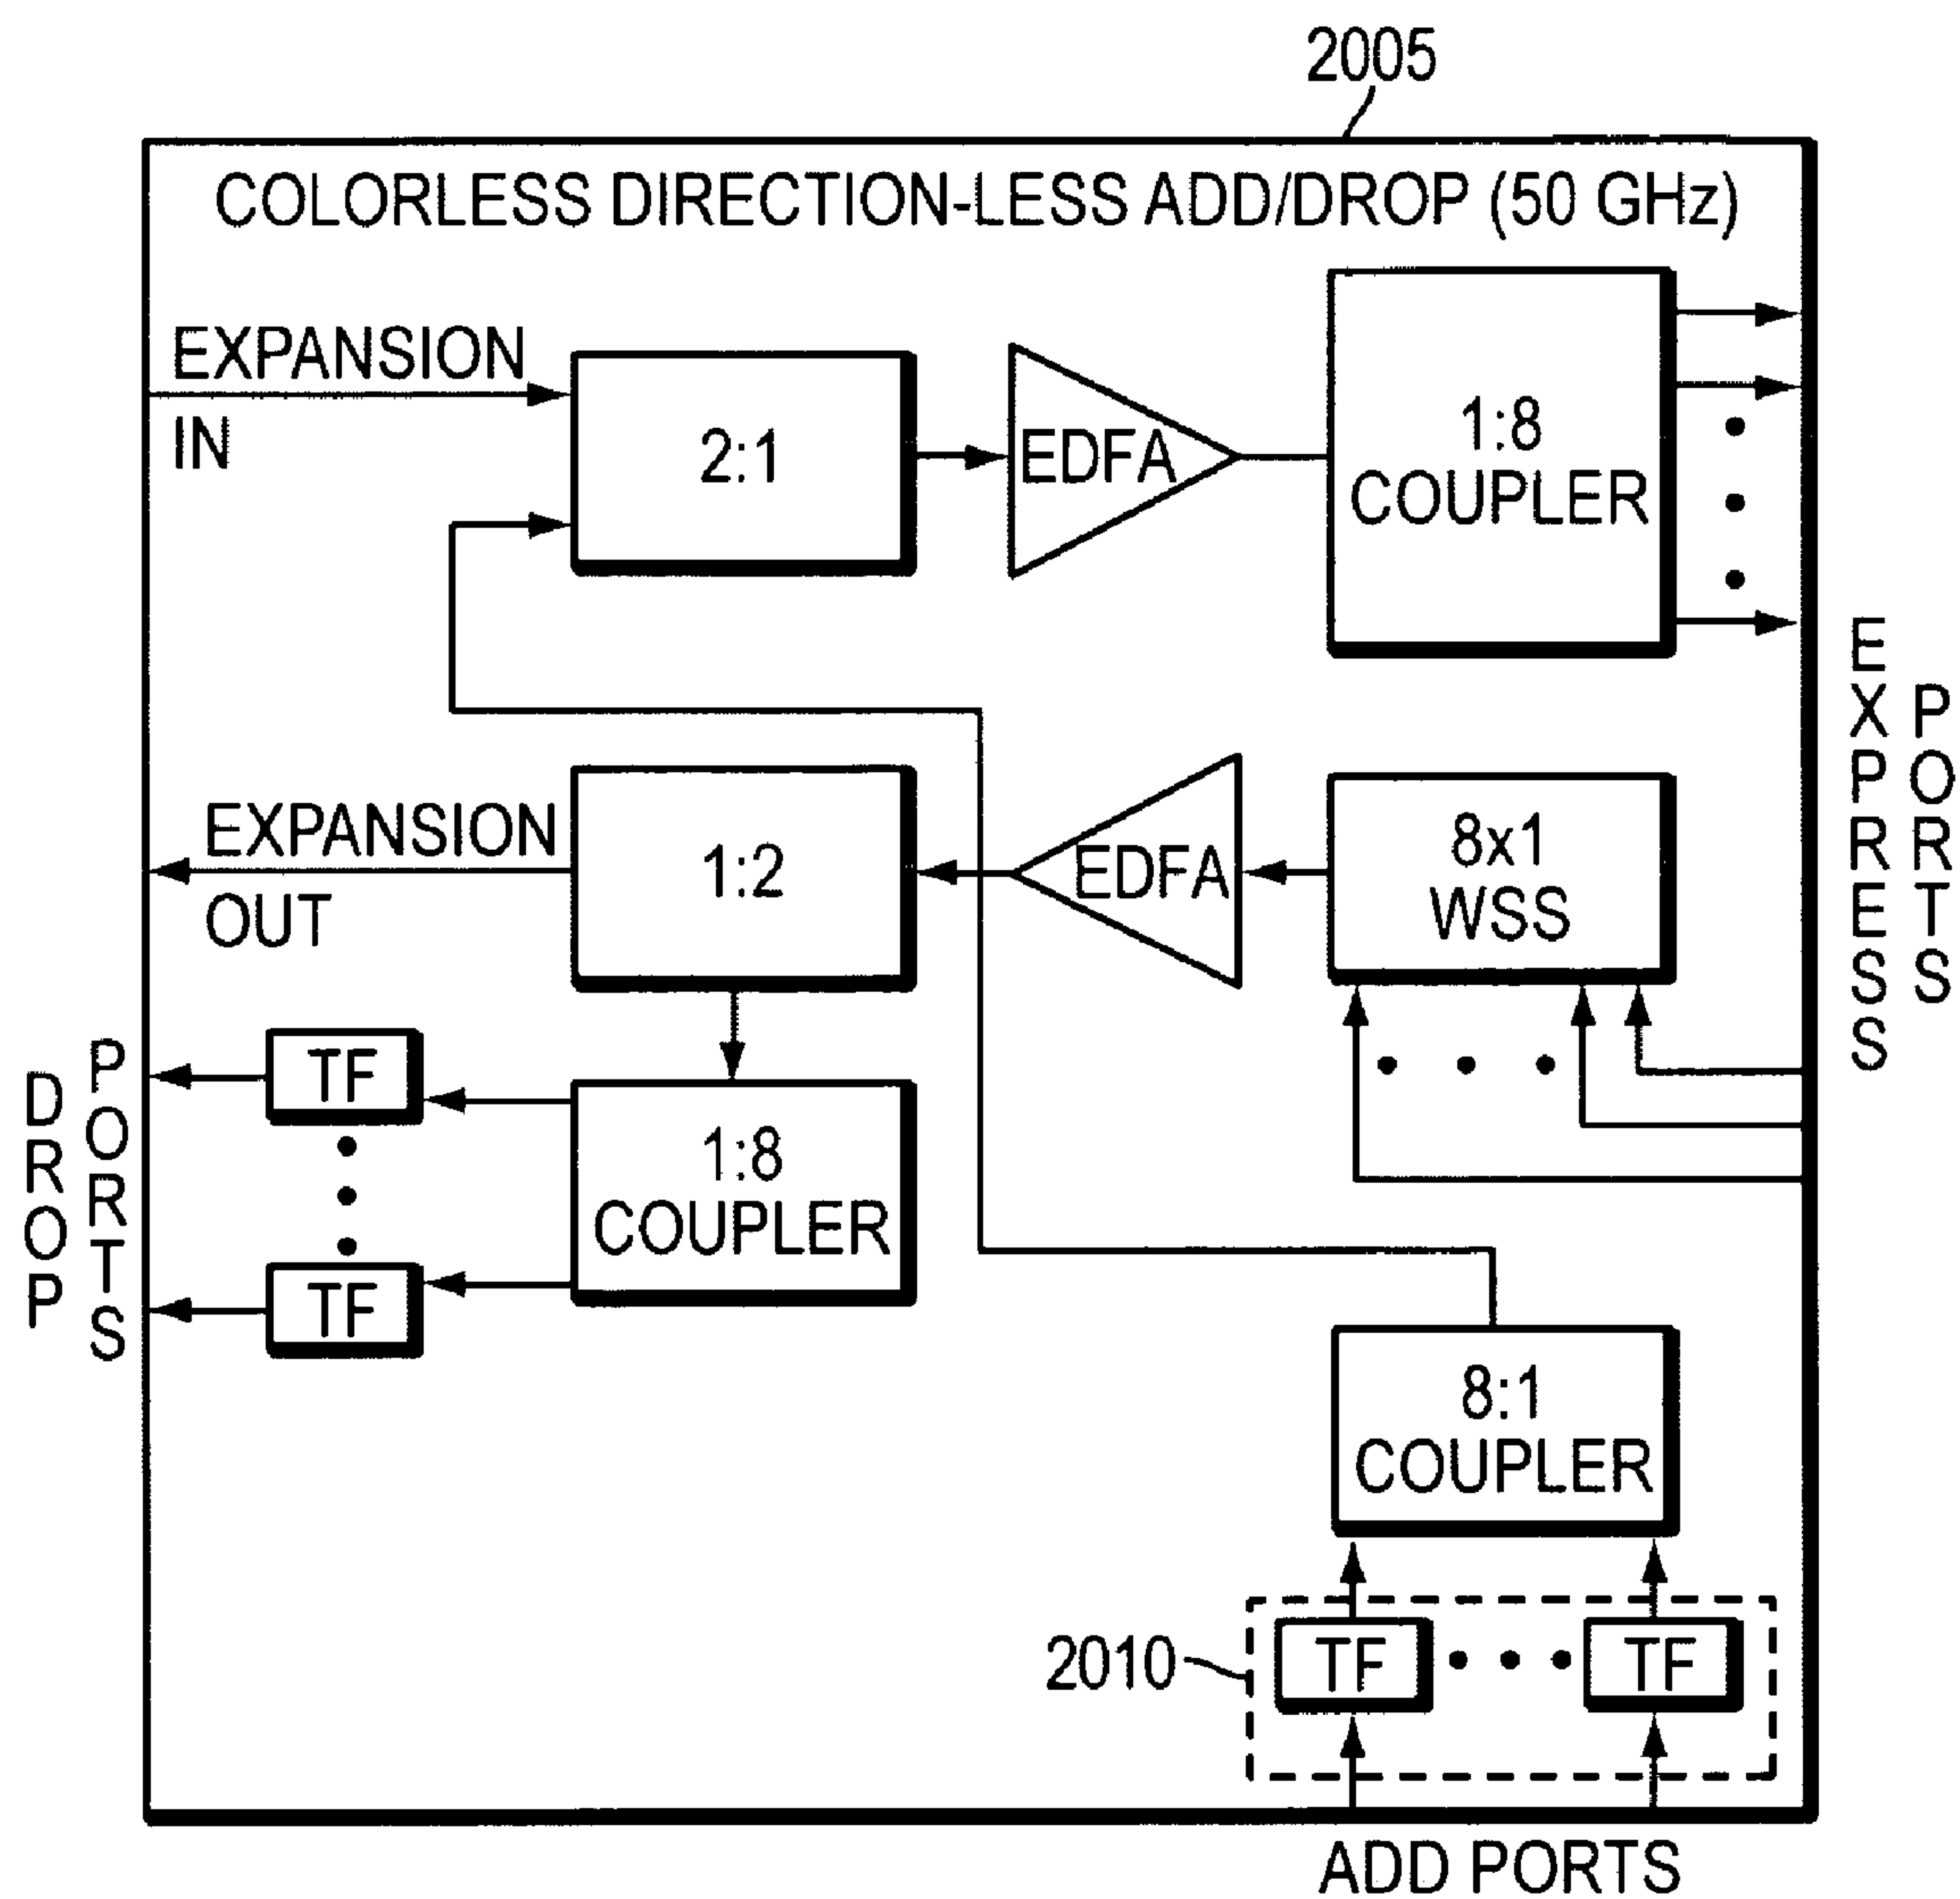 2005
COLORLESS DIRECTION-LESS ADD/DROP (50 GHz)
EXPANSION
IN
2:1
EDFA
1:8
COUPLER
EXPRESS
PORTS
EXPANSION
OUT
1:2
EDFA
8x1
WSS
DROP
PORTS
TF
TF
1:8
COUPLER
8:1
COUPLER
2010
TF
TF
ADD PORTS